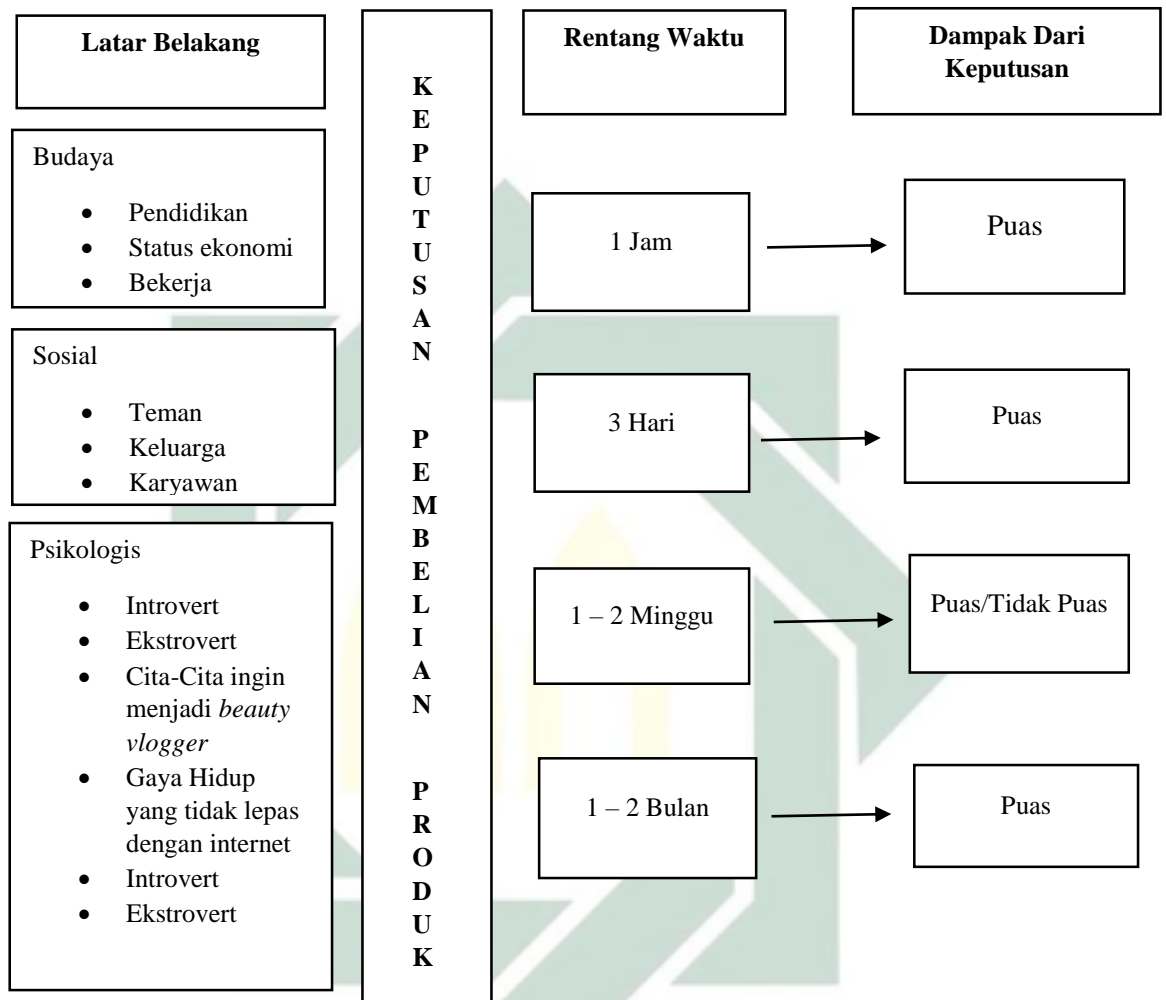 Latar Belakang
Budaya
• Pendidikan
• Status ekonomi
• Bekerja
Sosial
• Teman
• Keluarga
• Karyawan
Psikologis
• Introvert
• Ekstrovert
• Cita-Cita ingin
menjadi beauty
vlogger
• Gaya Hidup
yang tidak lepas
dengan internet
• Introvert
• Ekstrovert
K
E
P
U
T
U
S
A
N
P
E
M
B
E
L
I
A
N
P
R
O
D
U
K
Rentang Waktu
Dampak Dari
Keputusan
1 Jam
Puas
3 Hari
Puas
1 – 2 Minggu
Puas/Tidak Puas
1 – 2 Bulan
Puas